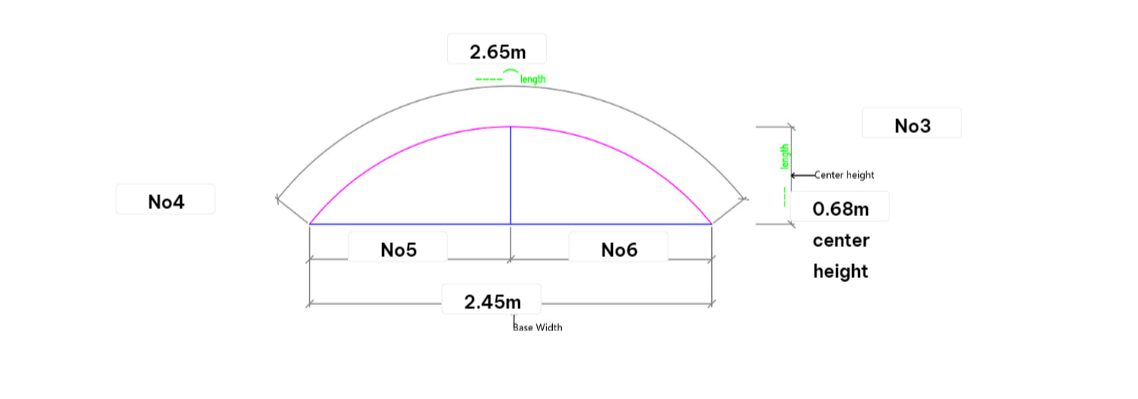 2.65m
length
No3
length
Center height
No4
0.68m
center
height
No5
No6
2.45m
Base Width